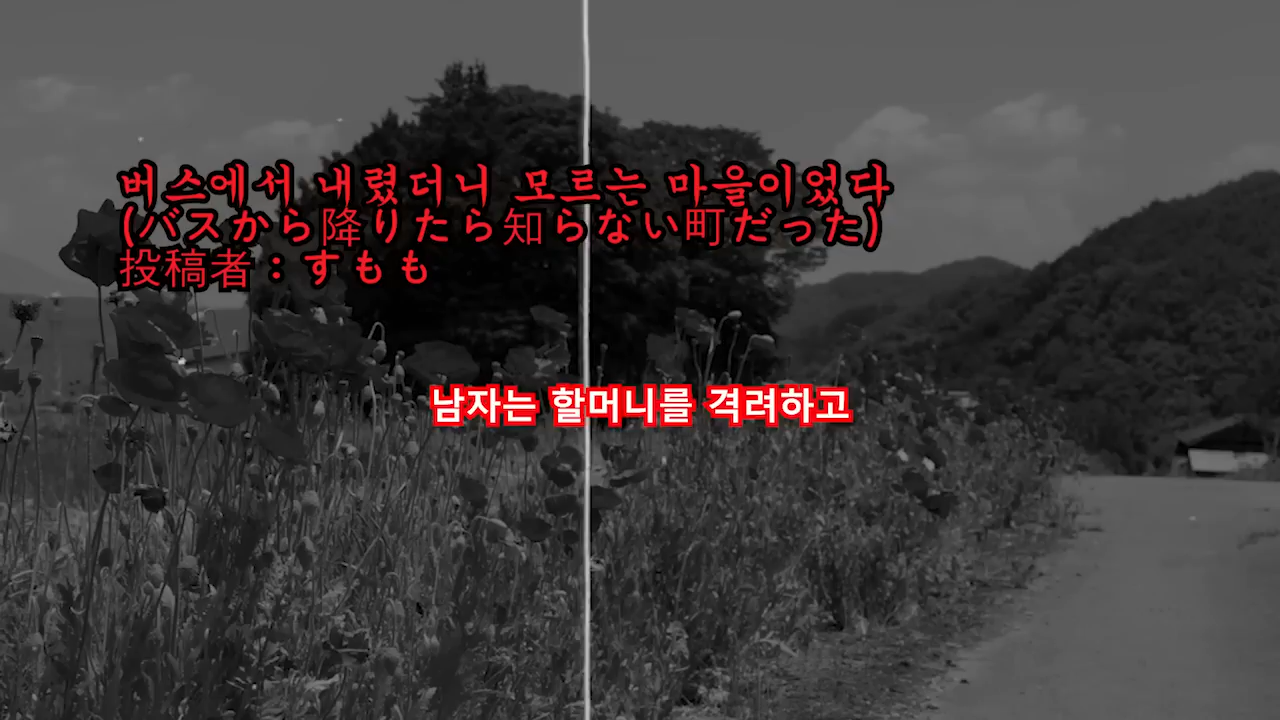 버스에서 내렸더니 모르는 마을이었다
(バスから降りたら知らない町だった)
投稿者：すもも
남자는 할머니를 격려하고